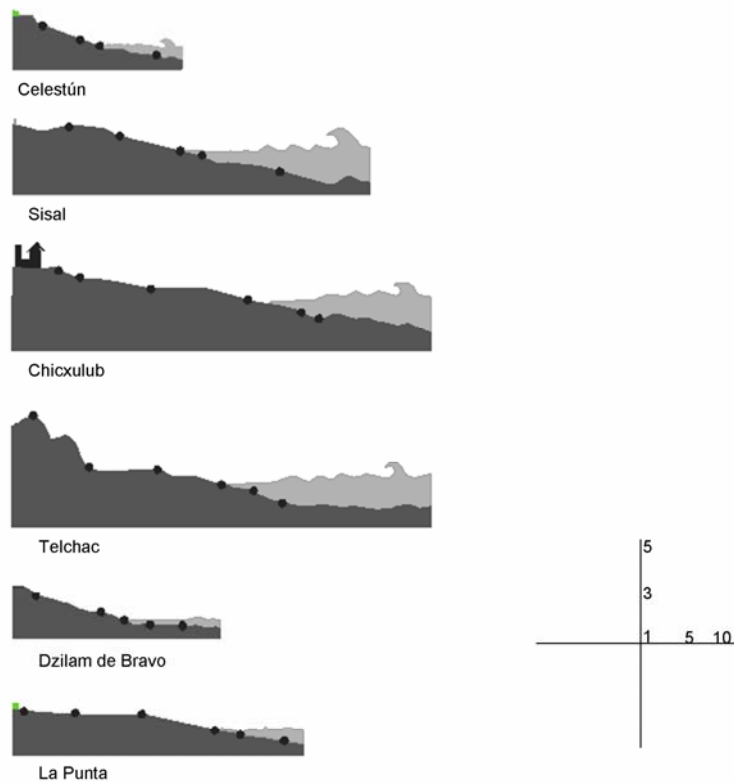 Celestún
Sisal
Chicxulub
Telchac
5
3
1 5 10
Dzilam de Bravo
La Punta